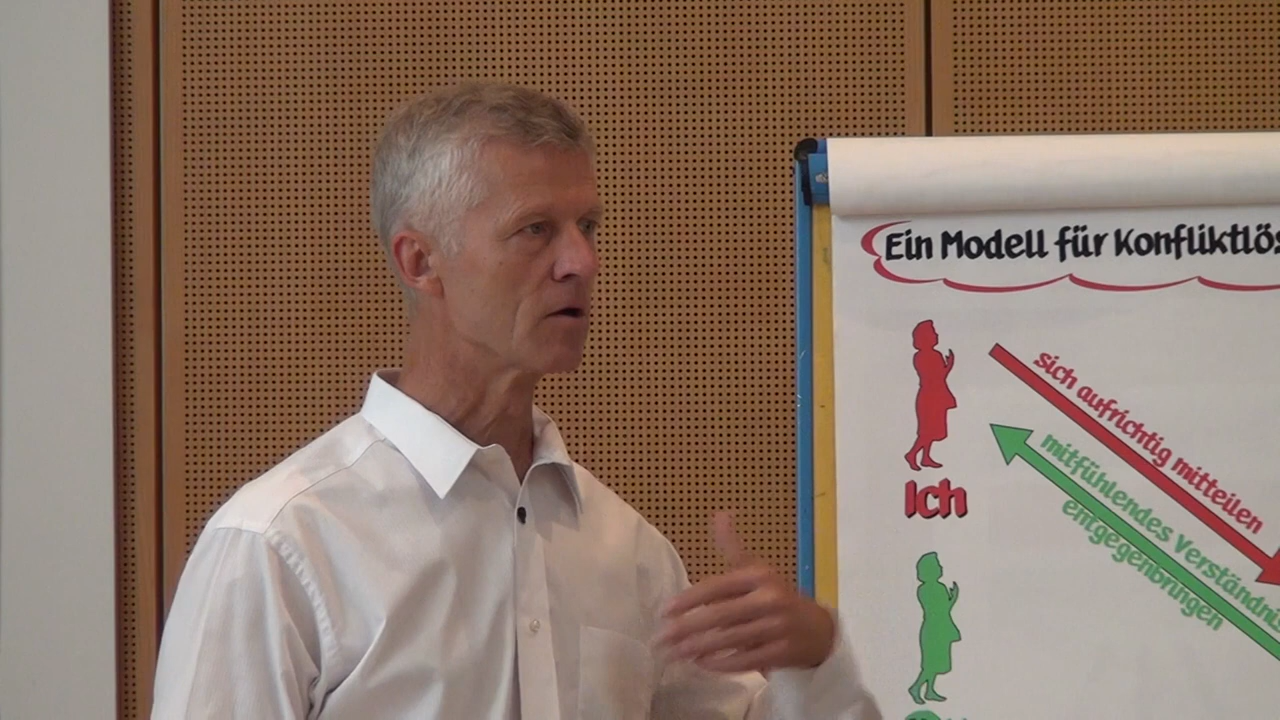 Ein Modell für Konfliktlös
sich aufrichtig mitteilen
mitfühlendes Verständnis
entgegenbringen
Ich